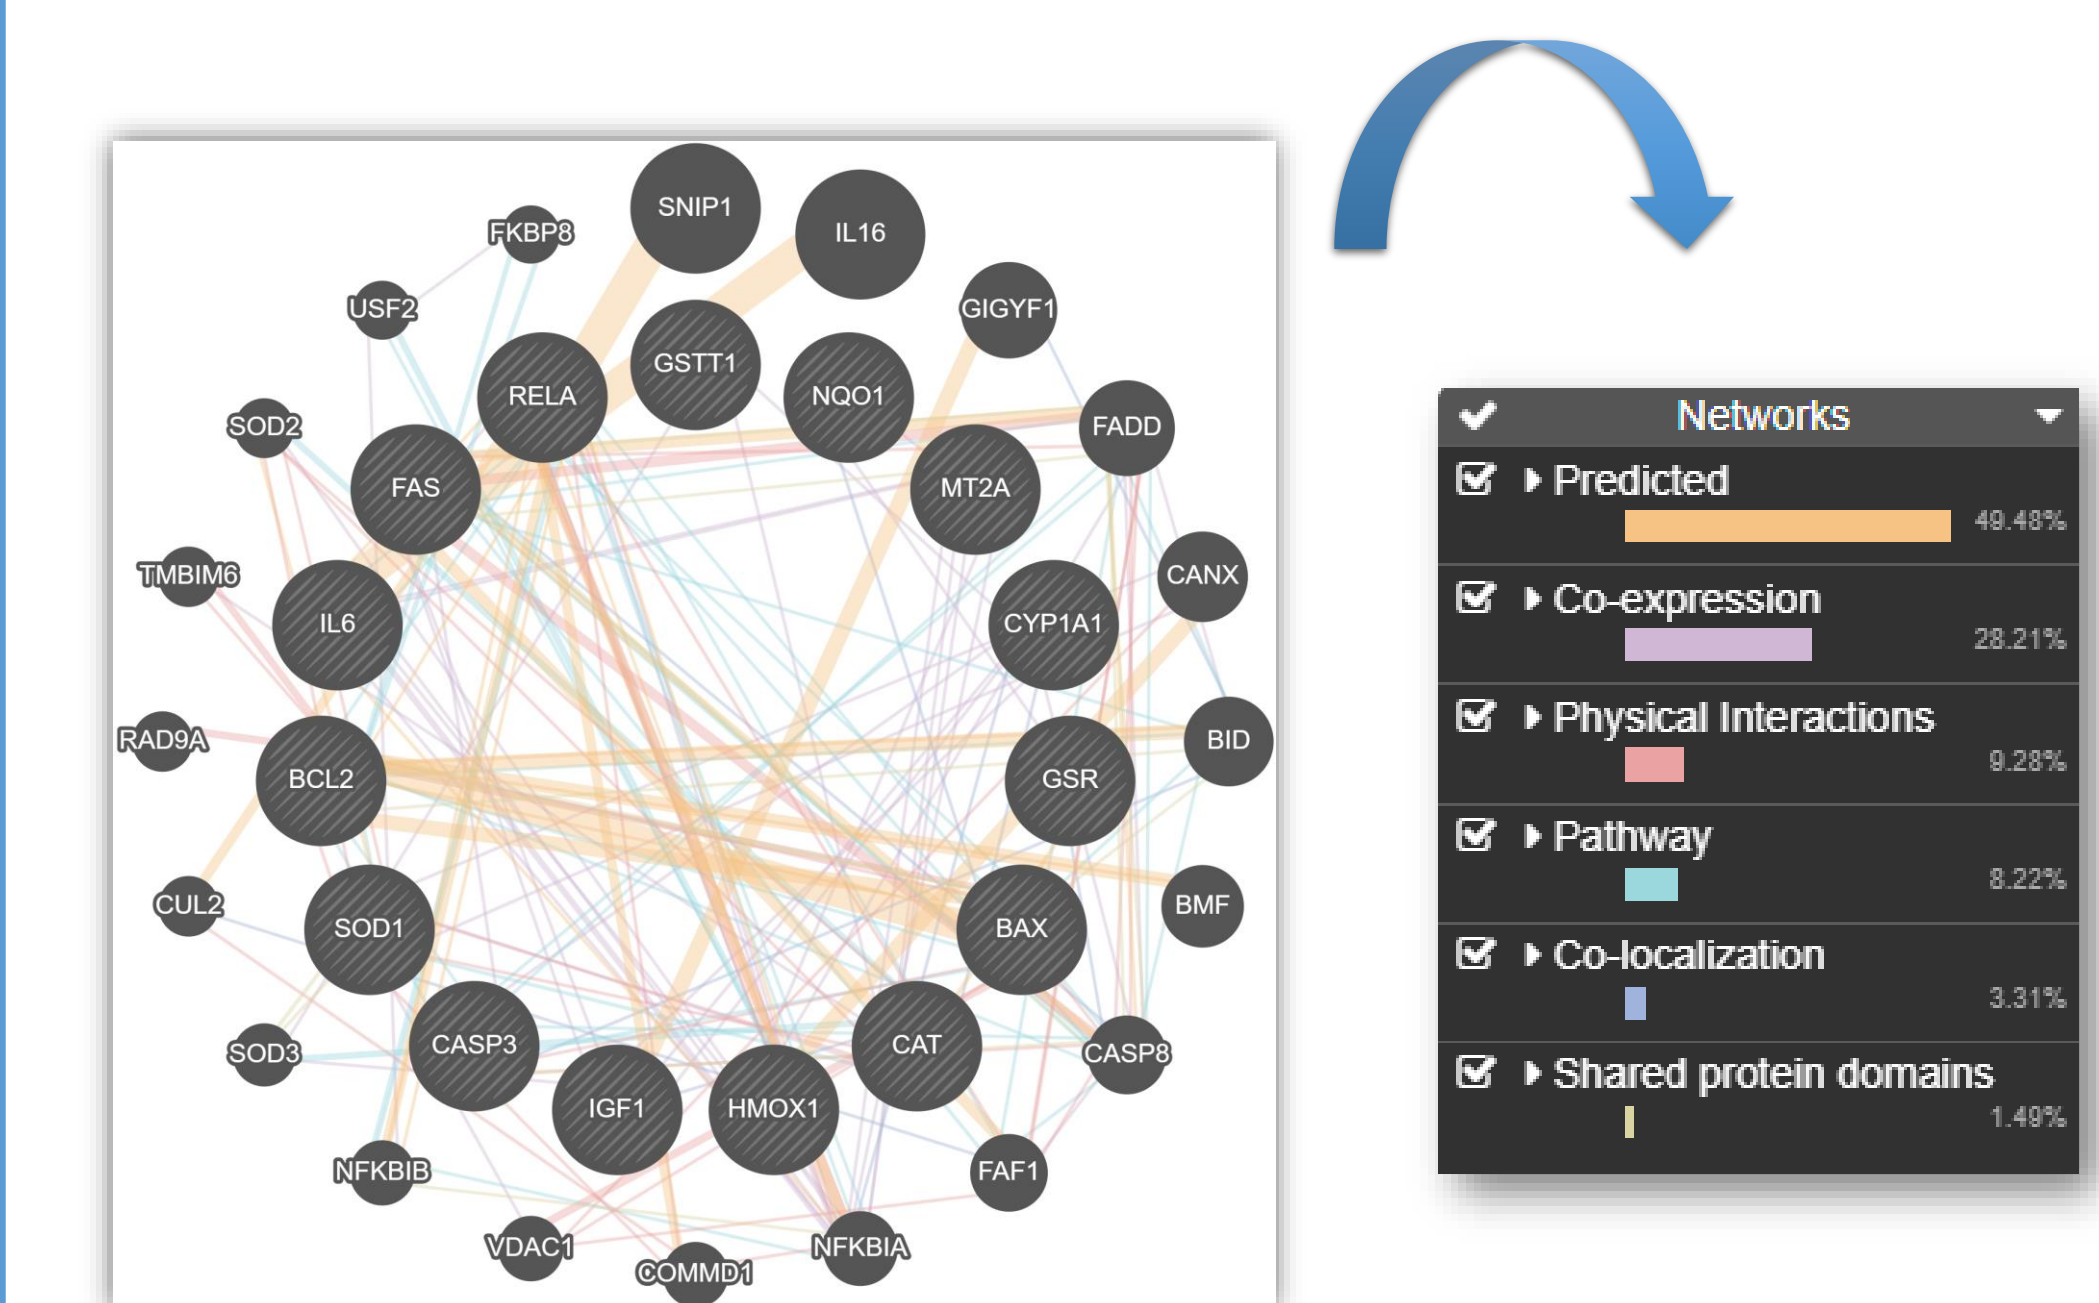 SNIP1
IL16
FKBP8
GIGYF1
USF2
GSTT1
RELA
NQO1
SOD2
FADD
FAS
MT2A
TMBIM6
CANX
IL6
CYP1A1
RAD9A
BID
BCL2
GSR
CUL2
BMF
SOD1
BAX
SOD3
CASP3
CAT
CASP8
IGF1
HMOX1
NFKBIB
FAF1
VDAC1
NFKBIA
COMMD1
Networks
Predicted
49.48%
Co-expression
28.21%
Physical Interactions
9.28%
Pathway
8.22%
Co-localization
3.31%
Shared protein domains
1.49%